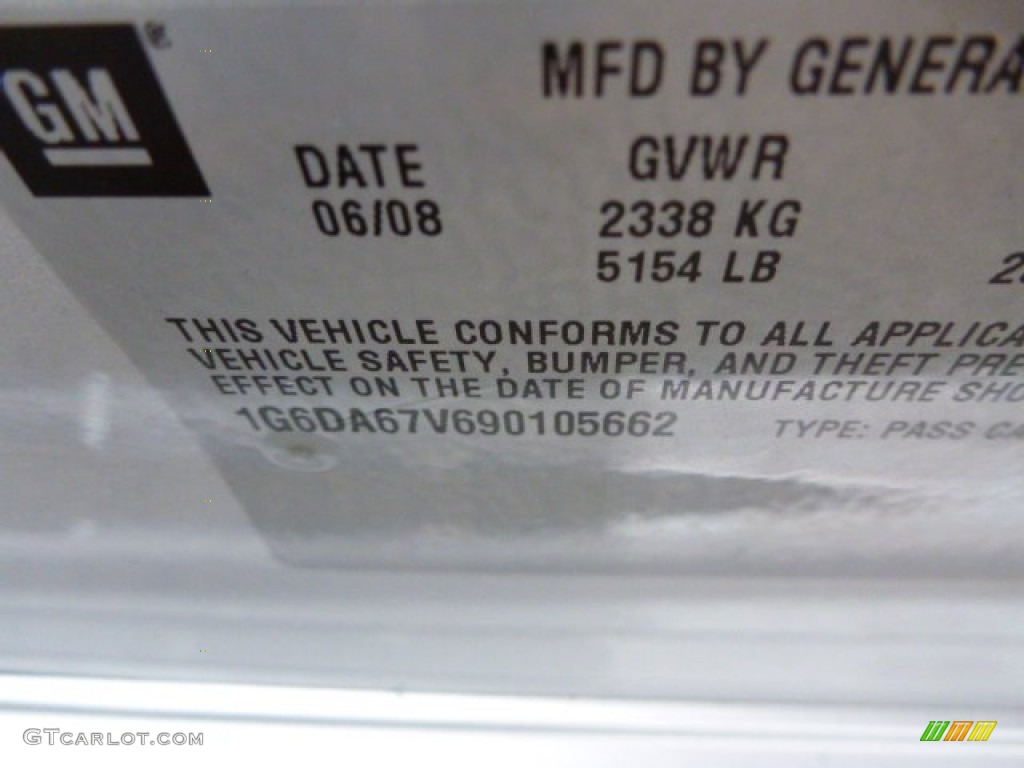 GM
MFD BY GENERA
DATE GVWR
06/08 2338 KG
5154 LB
THIS VEHICLE CONFORMS TO ALL APPLICA
VEHICLE SAFETY, BUMPER, AND THEFT PRE
EFFECT ON THE DATE OF MANUFACTURE SHO
1G6DA67V690105662 TYPE: PASS CA
GTCARLOT.COM